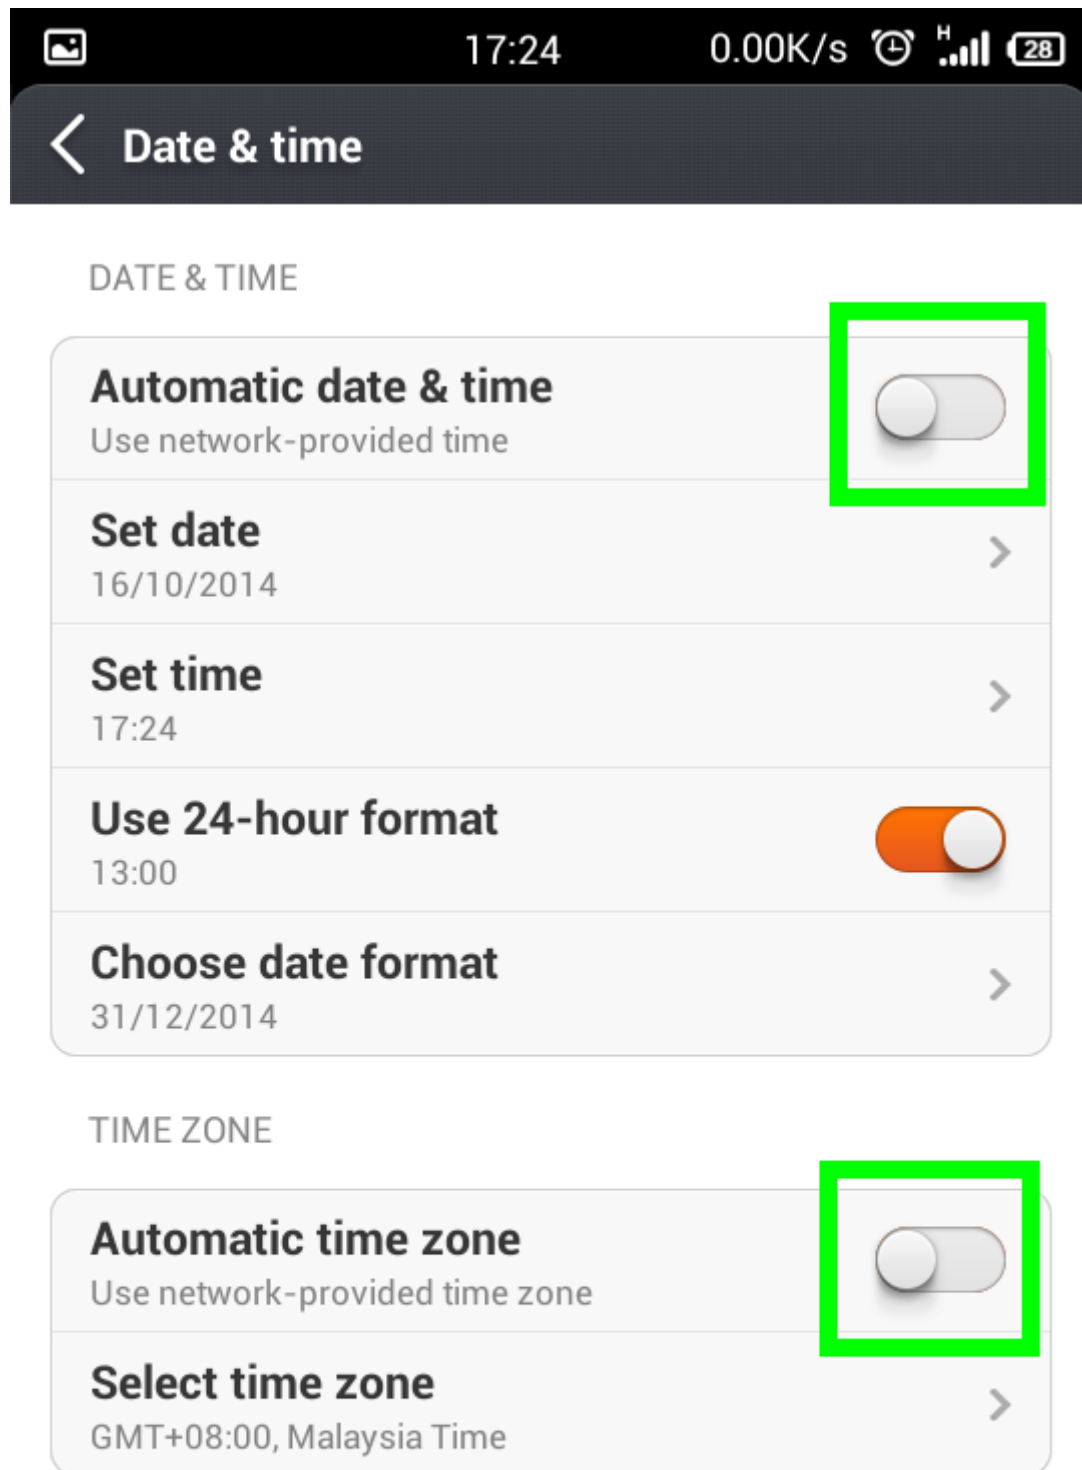 17:24 0.00K/s H 28
Date & time
DATE & TIME
Automatic date & time
Use network-provided time
Set date
16/10/2014
Set time
17:24
Use 24-hour format
13:00
Choose date format
31/12/2014
TIME ZONE
Automatic time zone
Use network-provided time zone
Select time zone
GMT+08:00, Malaysia Time